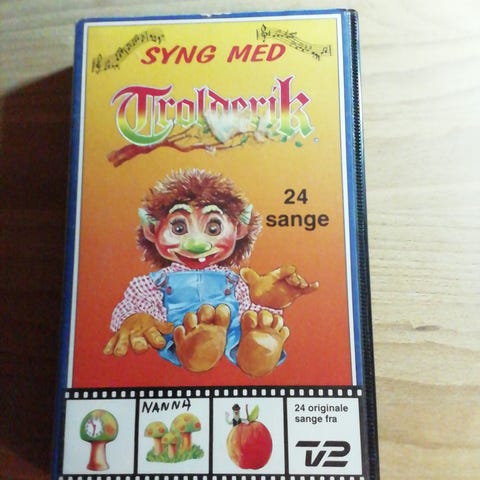 SYNG MED
Trolderik
24
sange
NANNA
24 originale
sange fra
TV2